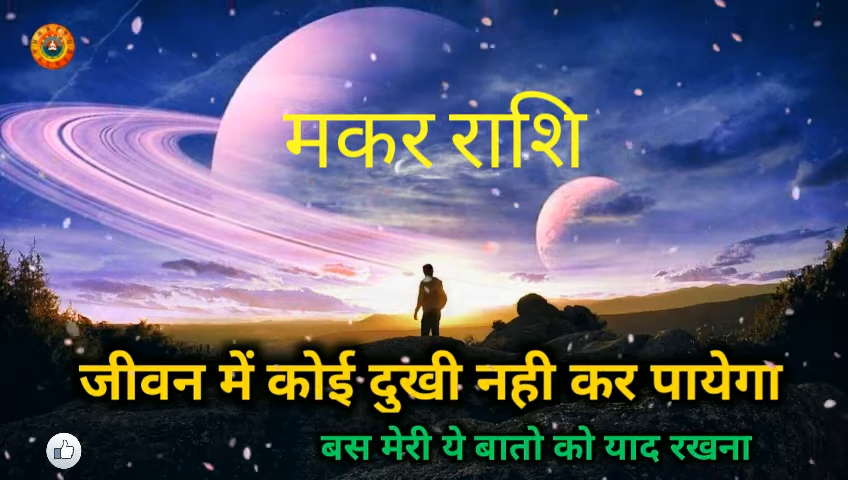 मकर राशि
जीवन में कोई दुखी नही कर पायेगा
बस मेरी ये बातो को याद रखना